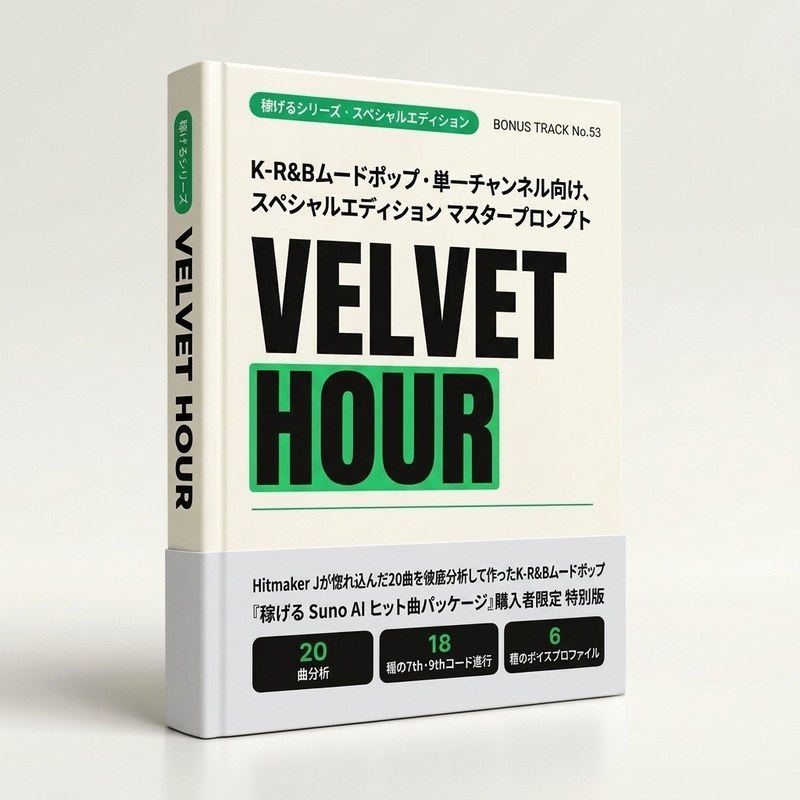 稼げるシリーズ・スペシャルエディション
BONUS TRACK No.53
K-R&Bムードポップ・単一チャンネル向け、
スペシャルエディション マスタープロンプト
VELVET
HOUR
Hitmaker Jが惚れ込んだ20曲を彼底分析して作ったK-R&Bムードポップ
『稼げる Suno AI ヒット曲パッケージ』購入者限定 特別版
20
曲分析
18
の7th・9thコード進行
6
のボイスプロファイル
稼げるシリーズ
VELVET HOUR